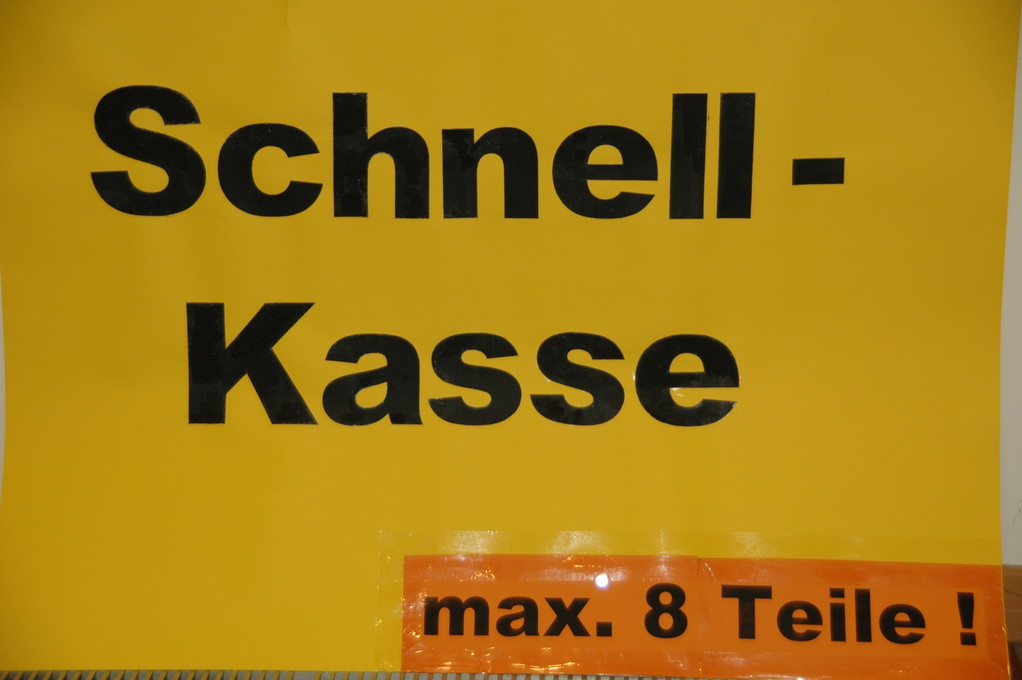 Schnell-
Kasse
max. 8 Teile !